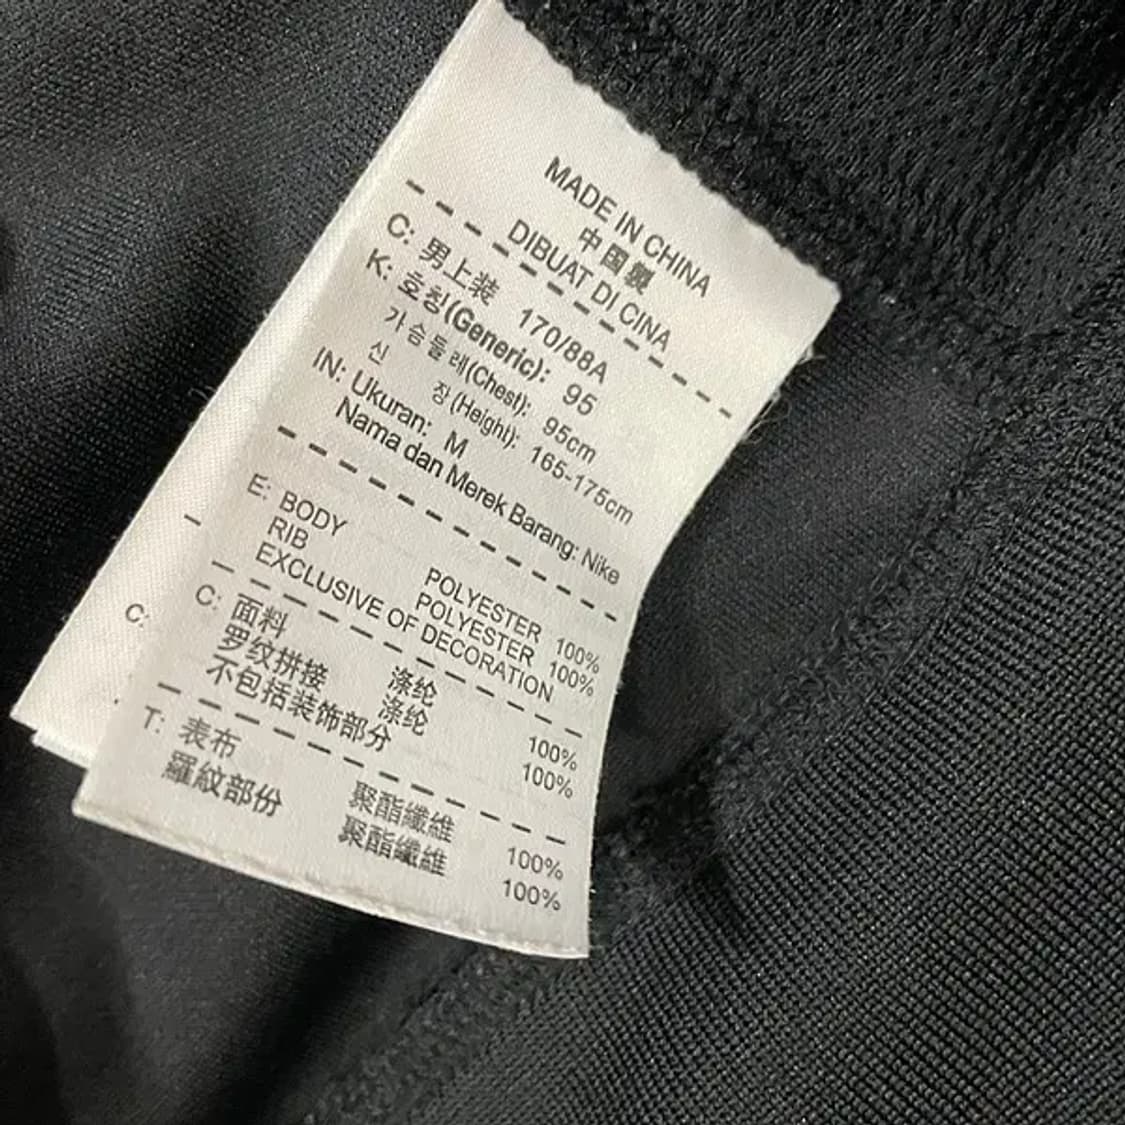 MADE IN CHINA
中国製
DIBUAT DI CINA
C: 男上装 170/88A
K: 호칭(Generic): 95
가슴둘레(Chest): 95cm
신 장(Height): 165-175cm
IN: Ukuran: M
Nama dan Merek Barang: Nike
E: BODY POLYESTER 100%
RIB POLYESTER 100%
EXCLUSIVE OF DECORATION
C: 面料 涤纶 100%
罗纹拼接 涤纶 100%
不包括装饰部分
T: 表布 聚酯纖維 100%
羅紋部份 聚酯纖維 100%
C: